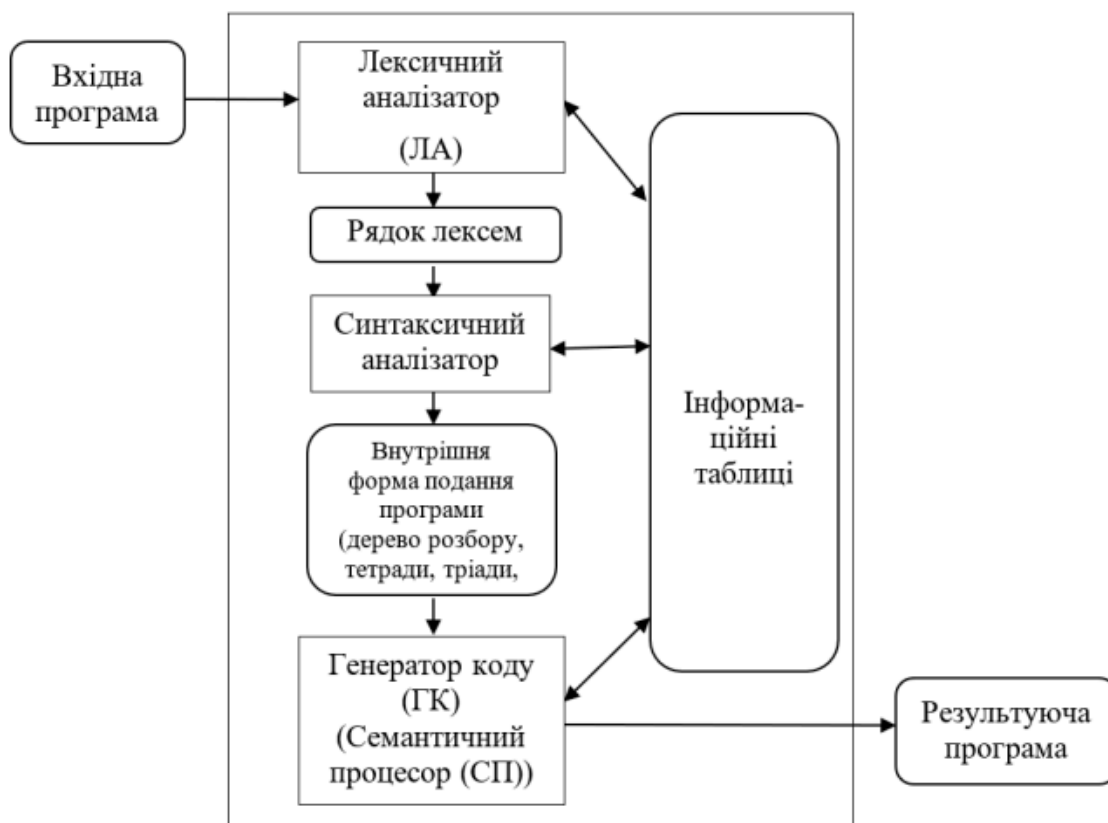 Вхідна
програма
Лексичний
аналізатор
(ЛА)
Рядок лексем
Синтаксичний
аналізатор
Внутрішня
форма подання
програми
(дерево розбору,
тетради, тріади,
Генератор коду
(ГК)
(Семантичний
процесор (СП))
Інформа-
ційні
таблиці
Результуюча
програма